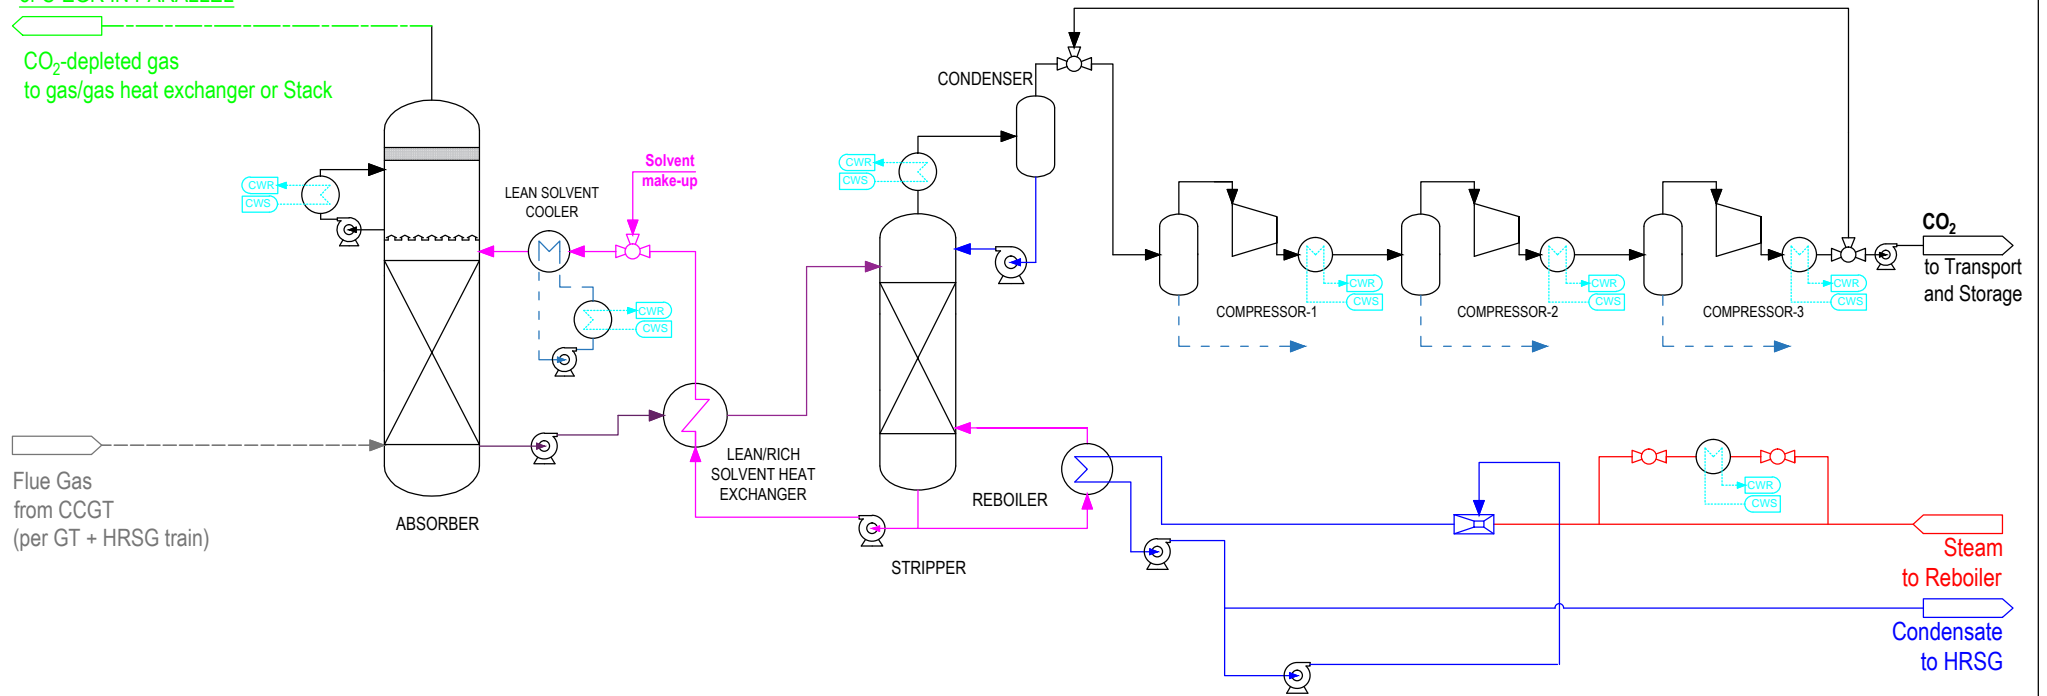 CO₂-depleted gas
to gas/gas heat exchanger or Stack
CONDENSER
CWR
CWS
LEAN SOLVENT
COOLER
Solvent
make-up
CWR
CWS
CWR
CWS
CWR
CWS
COMPRESSOR-1
CWR
CWS
COMPRESSOR-2
CWR
CWS
COMPRESSOR-3
CO₂
to Transport
and Storage
Flue Gas
from CCGT
(per GT + HRSG train)
ABSORBER
LEAN/RICH
SOLVENT HEAT
EXCHANGER
REBOILER
STRIPPER
CWR
CWS
CWR
CWS
Steam
to Reboiler
Condensate
to HRSG